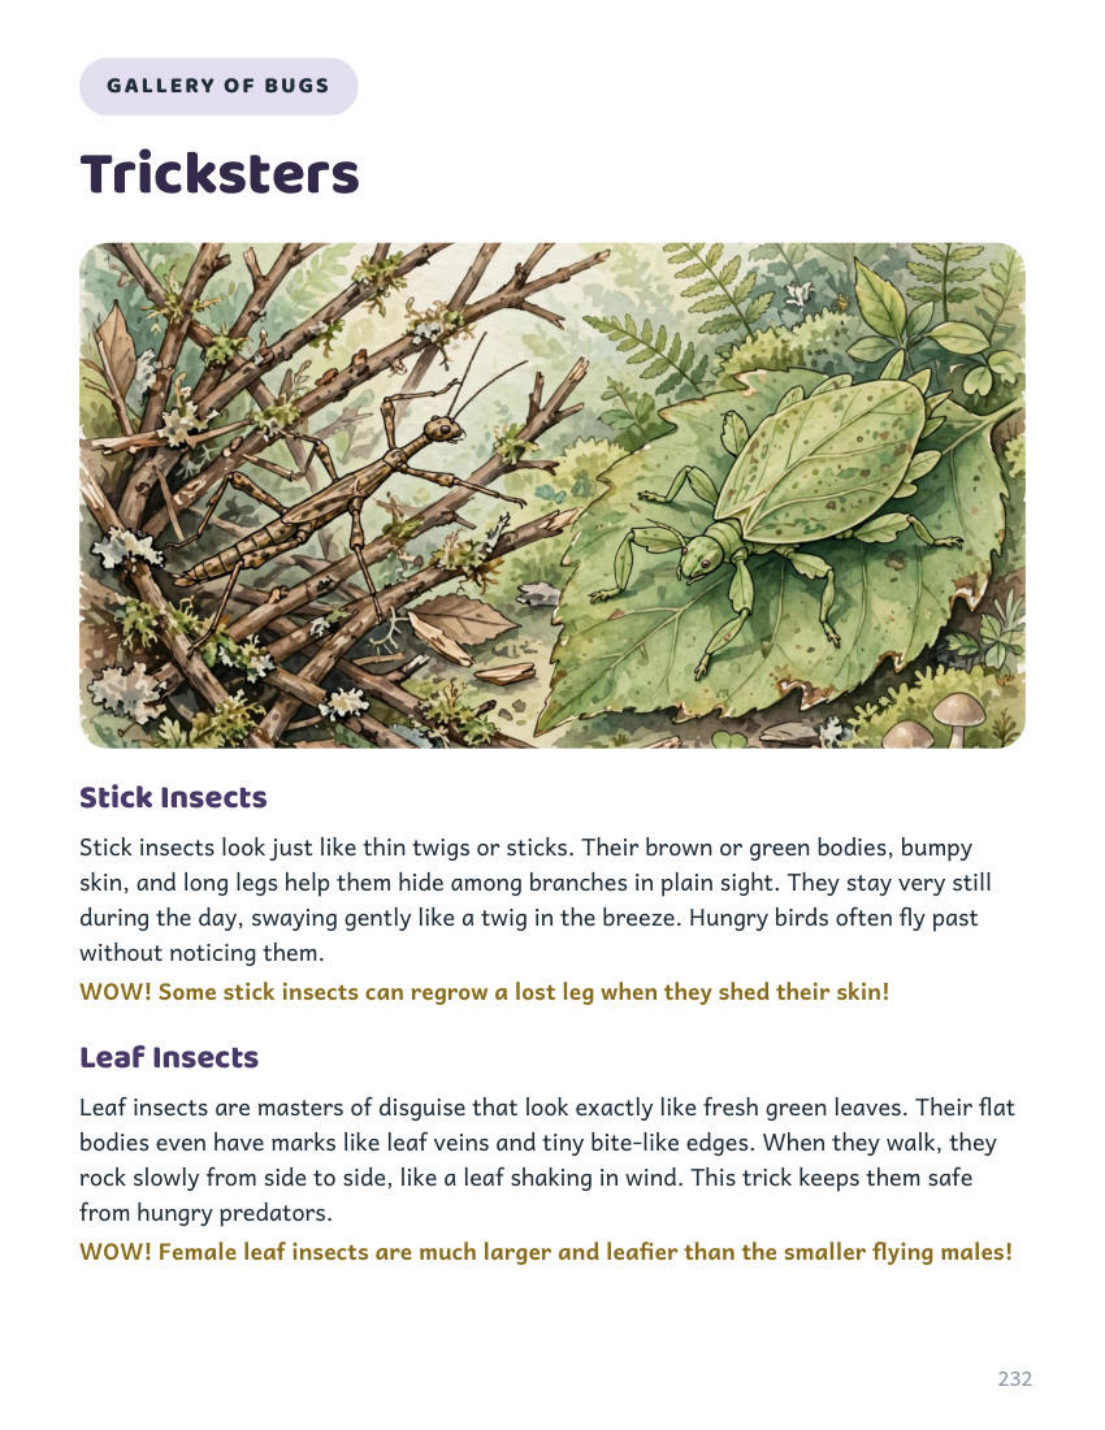 GALLERY OF BUGS
Tricksters
Stick Insects
Stick insects look just like thin twigs or sticks. Their brown or green bodies, bumpy
skin, and long legs help them hide among branches in plain sight. They stay very still
during the day, swaying gently like a twig in the breeze. Hungry birds often fly past
without noticing them.
WOW! Some stick insects can regrow a lost leg when they shed their skin!
Leaf Insects
Leaf insects are masters of disguise that look exactly like fresh green leaves. Their flat
bodies even have marks like leaf veins and tiny bite-like edges. When they walk, they
rock slowly from side to side, like a leaf shaking in wind. This trick keeps them safe
from hungry predators.
WOW! Female leaf insects are much larger and leafier than the smaller flying males!
232